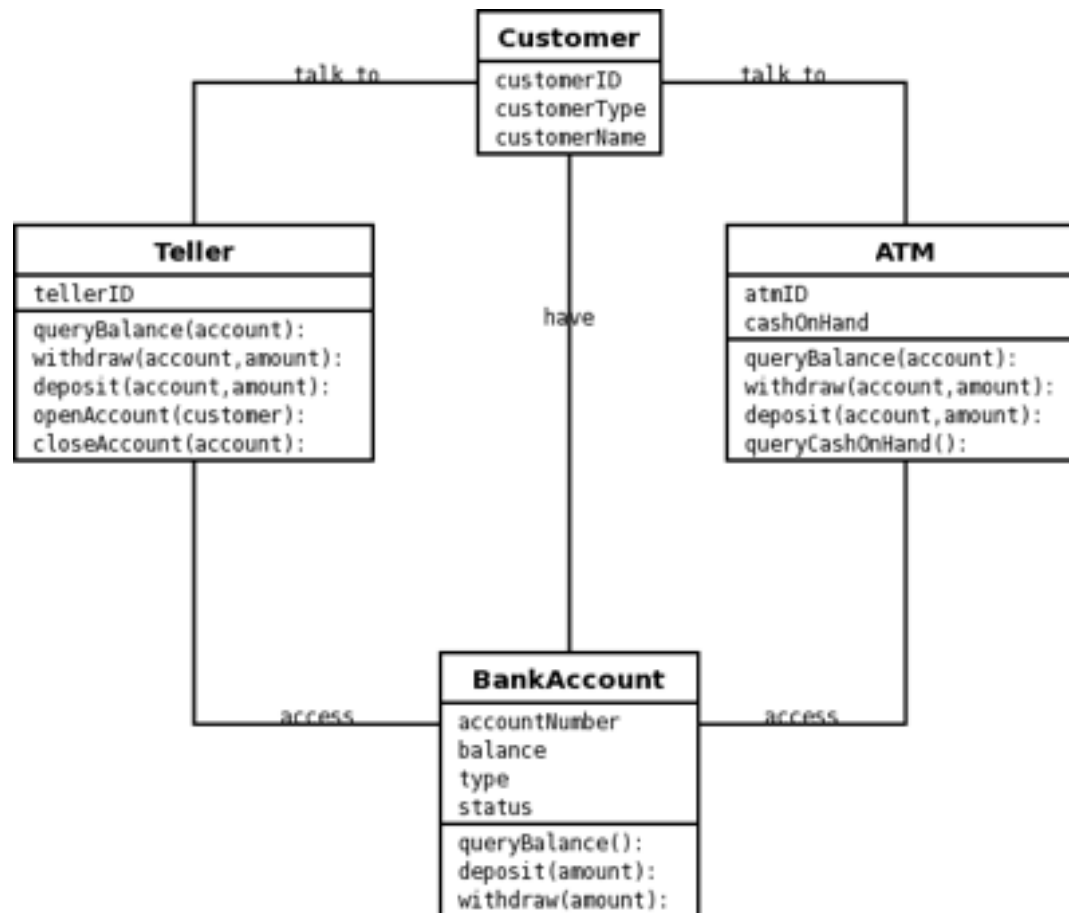 Customer
customerID
customerType
customerName
talk to
talk to
Teller
tellerID
queryBalance(account):
withdraw(account,amount):
deposit(account,amount):
openAccount(customer):
closeAccount(account):
have
ATM
atmID
cashOnHand
queryBalance(account):
withdraw(account,amount):
deposit(account,amount):
queryCashOnHand():
access
access
BankAccount
accountNumber
balance
type
status
queryBalance():
deposit(amount):
withdraw(amount):